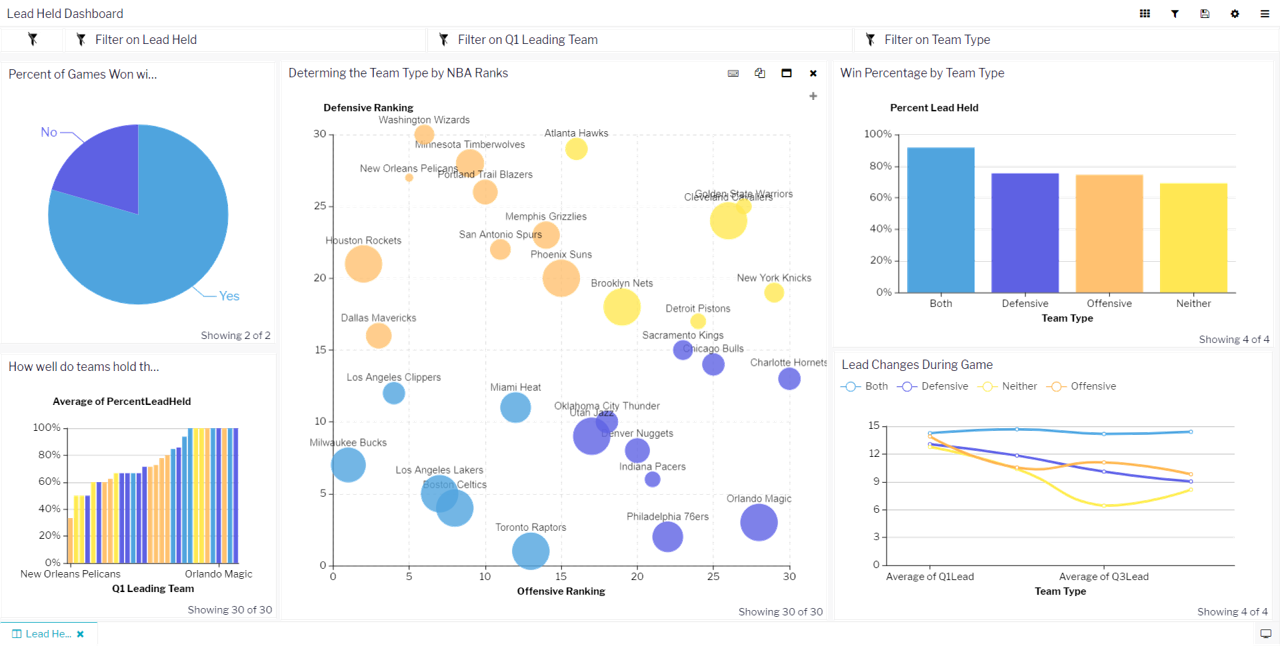 Lead Held Dashboard
Filter on Lead Held
Filter on Q1 Leading Team
Filter on Team Type
Percent of Games Won wi...
No
Yes
Showing 2 of 2
How well do teams hold th...
Average of PercentLeadHeld
100%
80%
60%
40%
20%
0%
New Orleans Pelicans
Orlando Magic
Q1 Leading Team
Showing 30 of 30
Determing the Team Type by NBA Ranks
Defensive Ranking
Washington Wizards
30
Atlanta Hawks
Minnesota Timberwolves
New Orleans Pelicans
Portland Trail Blazers
Golden State Warriors
Cleveland Cavaliers
25
Memphis Grizzlies
San Antonio Spurs
Houston Rockets
Phoenix Suns
20
New York Knicks
Brooklyn Nets
Detroit Pistons
Dallas Mavericks
Sacramento Kings
15
Chicago Bulls
Charlotte Hornets
Los Angeles Clippers
Miami Heat
Oklahoma City Thunder
Utah Jazz
10
Denver Nuggets
Milwaukee Bucks
Indiana Pacers
Los Angeles Lakers
Boston Celtics
5
Orlando Magic
Philadelphia 76ers
Toronto Raptors
0
0 5 10 15 20 25 30
Offensive Ranking
Showing 30 of 30
Win Percentage by Team Type
Percent Lead Held
100%
80%
60%
40%
20%
0%
Both Defensive Offensive Neither
Team Type
Showing 4 of 4
Lead Changes During Game
Both Defensive Neither Offensive
15
12
9
6
3
0
Average of Q1Lead
Average of Q3Lead
Team Type
Showing 4 of 4
Lead He...